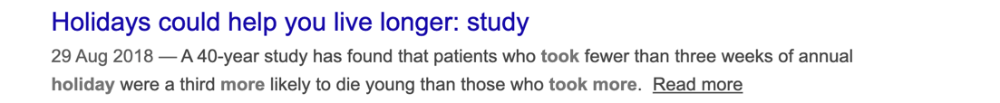 Holidays could help you live longer: study
29 Aug 2018 — A 40-year study has found that patients who took fewer than three weeks of annual
holiday were a third more likely to die young than those who took more. Read more